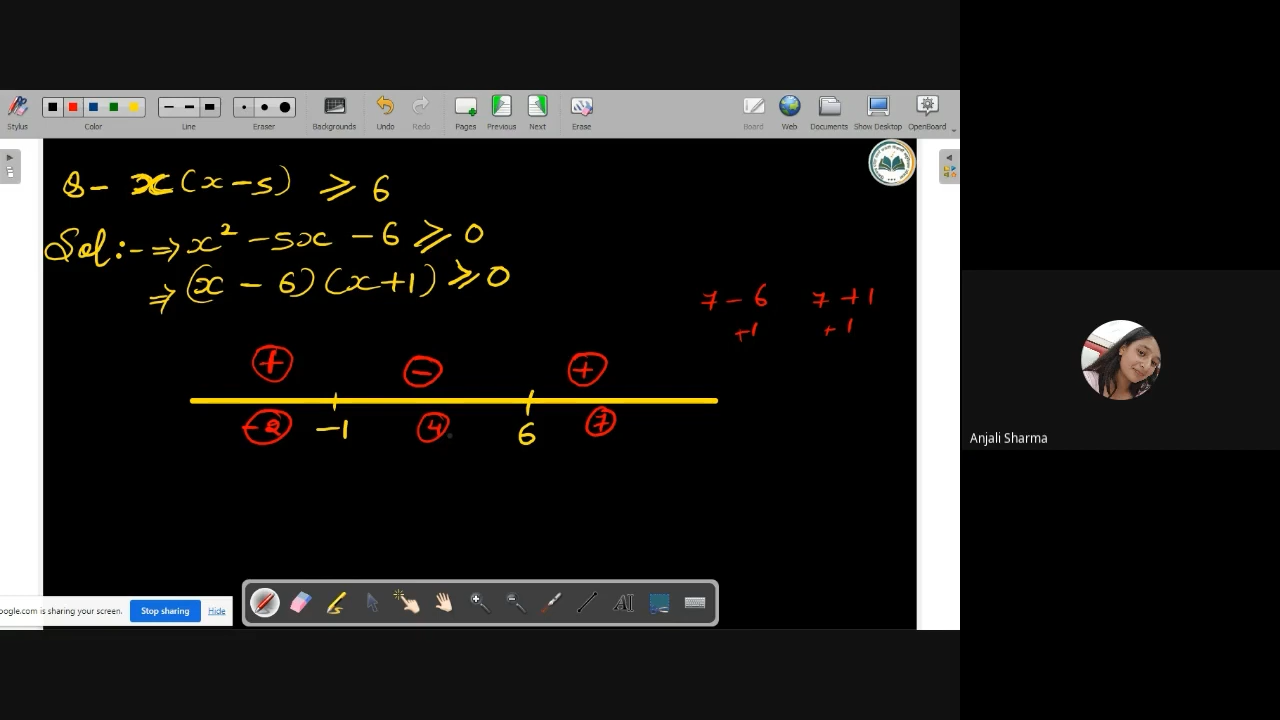 Stylus
Color
Line
Eraser
Backgrounds
Undo
Redo
Pages
Previous
Next
Erase
Board
Web
Documents
Show Desktop
OpenBoard
Q- x(x-5) ≥ 6
Sol:- ⇒ x² -5x -6 ≥ 0
⇒ (x - 6)(x+1) ≥ 0
7-6 7+1
+1 +1
+ - +
-2 -1 4 6 7
Anjali Sharma
oogle.com is sharing your screen. Stop sharing Hide
AI